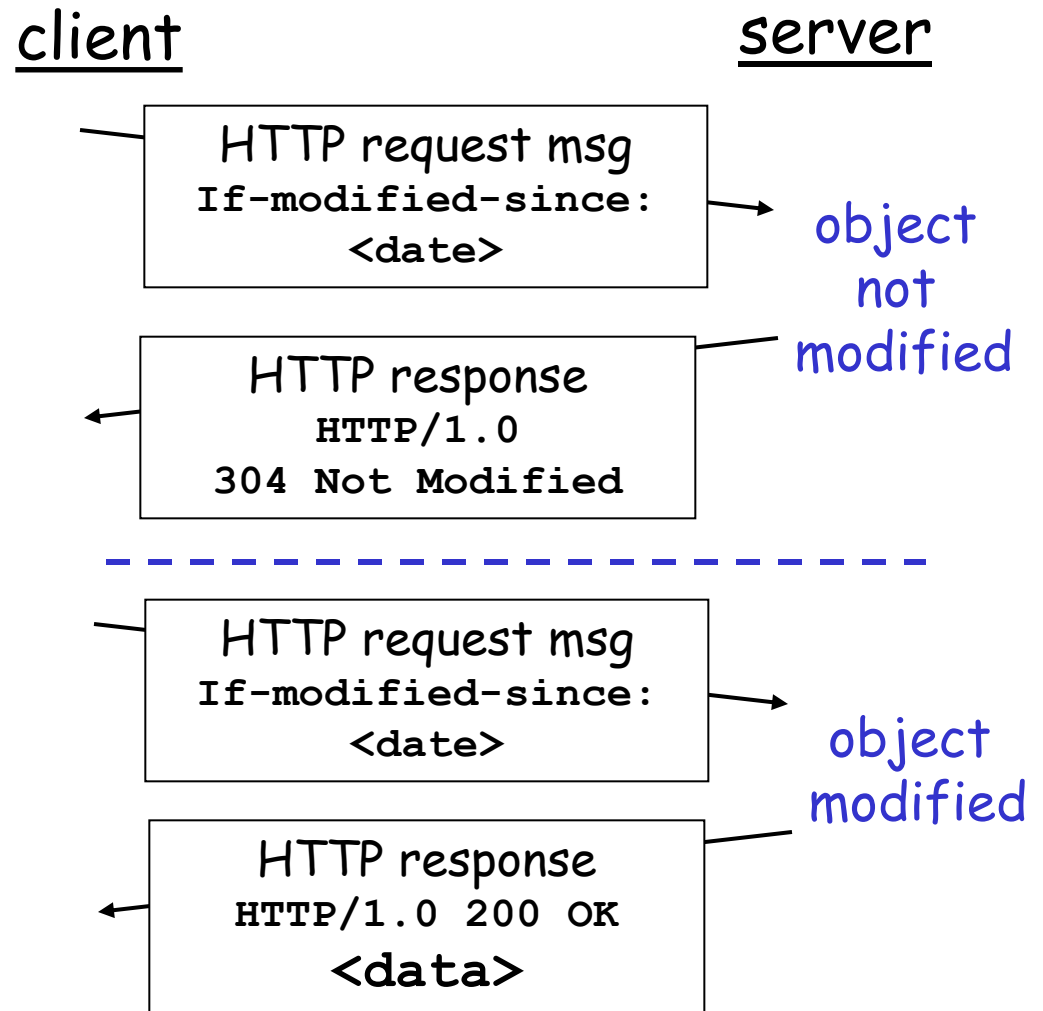 client
server
HTTP request msg
If-modified-since:
<date>
object
not
modified
HTTP response
HTTP/1.0
304 Not Modified
HTTP request msg
If-modified-since:
<date>
object
modified
HTTP response
HTTP/1.0 200 OK
<data>